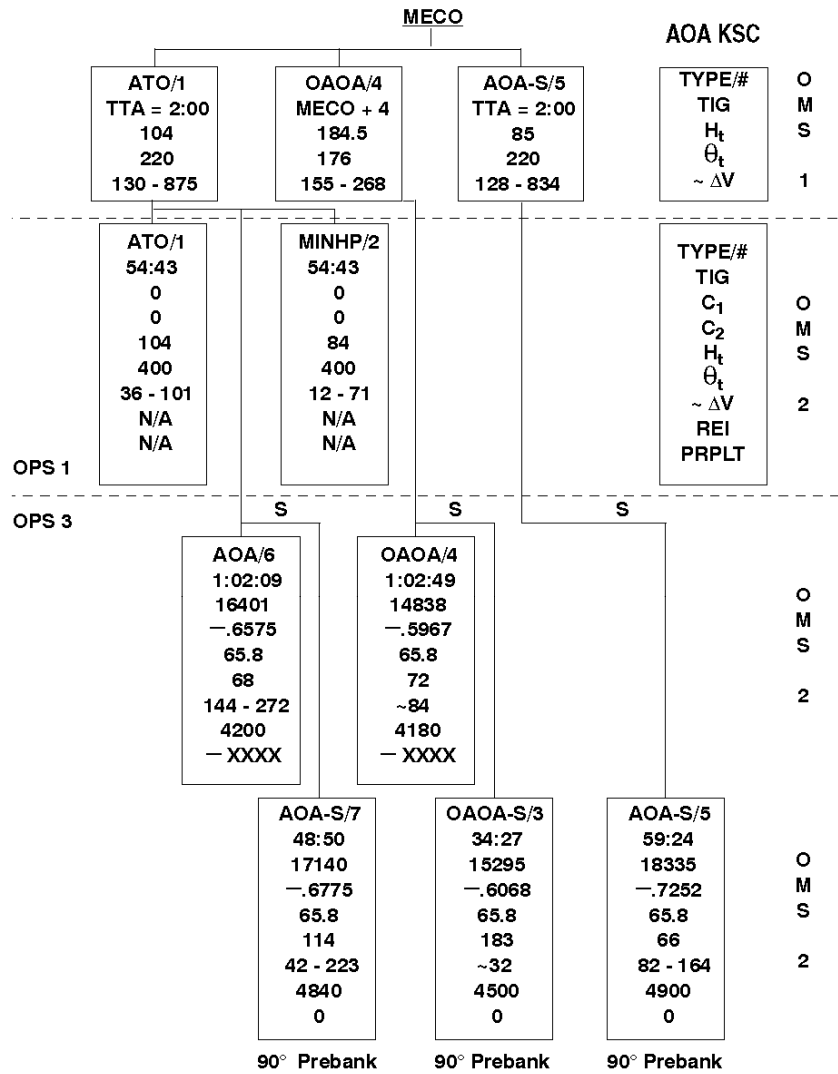 MECO
AOA KSC
ATO/1
TTA = 2:00
104
220
130 - 875
OAOA/4
MECO + 4
184.5
176
155 - 268
AOA-S/5
TTA = 2:00
85
220
128 - 834
TYPE/#
TIG
Ht
θt
~ ΔV
O
M
S
1
ATO/1
54:43
0
0
104
400
36 - 101
N/A
N/A
MINHP/2
54:43
0
0
84
400
12 - 71
N/A
N/A
TYPE/#
TIG
C1
C2
Ht
θt
~ ΔV
REI
PRPLT
O
M
S
2
OPS 1
OPS 3
S
S
S
AOA/6
1:02:09
16401
—.6575
65.8
68
144 - 272
4200
— XXXX
OAOA/4
1:02:49
14838
—.5967
65.8
72
~84
4180
— XXXX
O
M
S
2
AOA-S/7
48:50
17140
—.6775
65.8
114
42 - 223
4840
0
90° Prebank
OAOA-S/3
34:27
15295
—.6068
65.8
183
~32
4500
0
90° Prebank
AOA-S/5
59:24
18335
—.7252
65.8
66
82 - 164
4900
0
90° Prebank
O
M
S
2